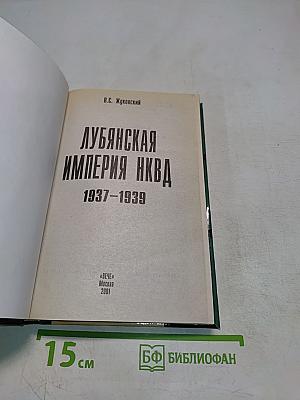 В.С. Жуковский
ЛУБЯНСКАЯ
ИМПЕРИЯ НКВД
1937–1939
«ВЕЧЕ»
Москва
2001
15 см
БФ БИБЛИОФАН